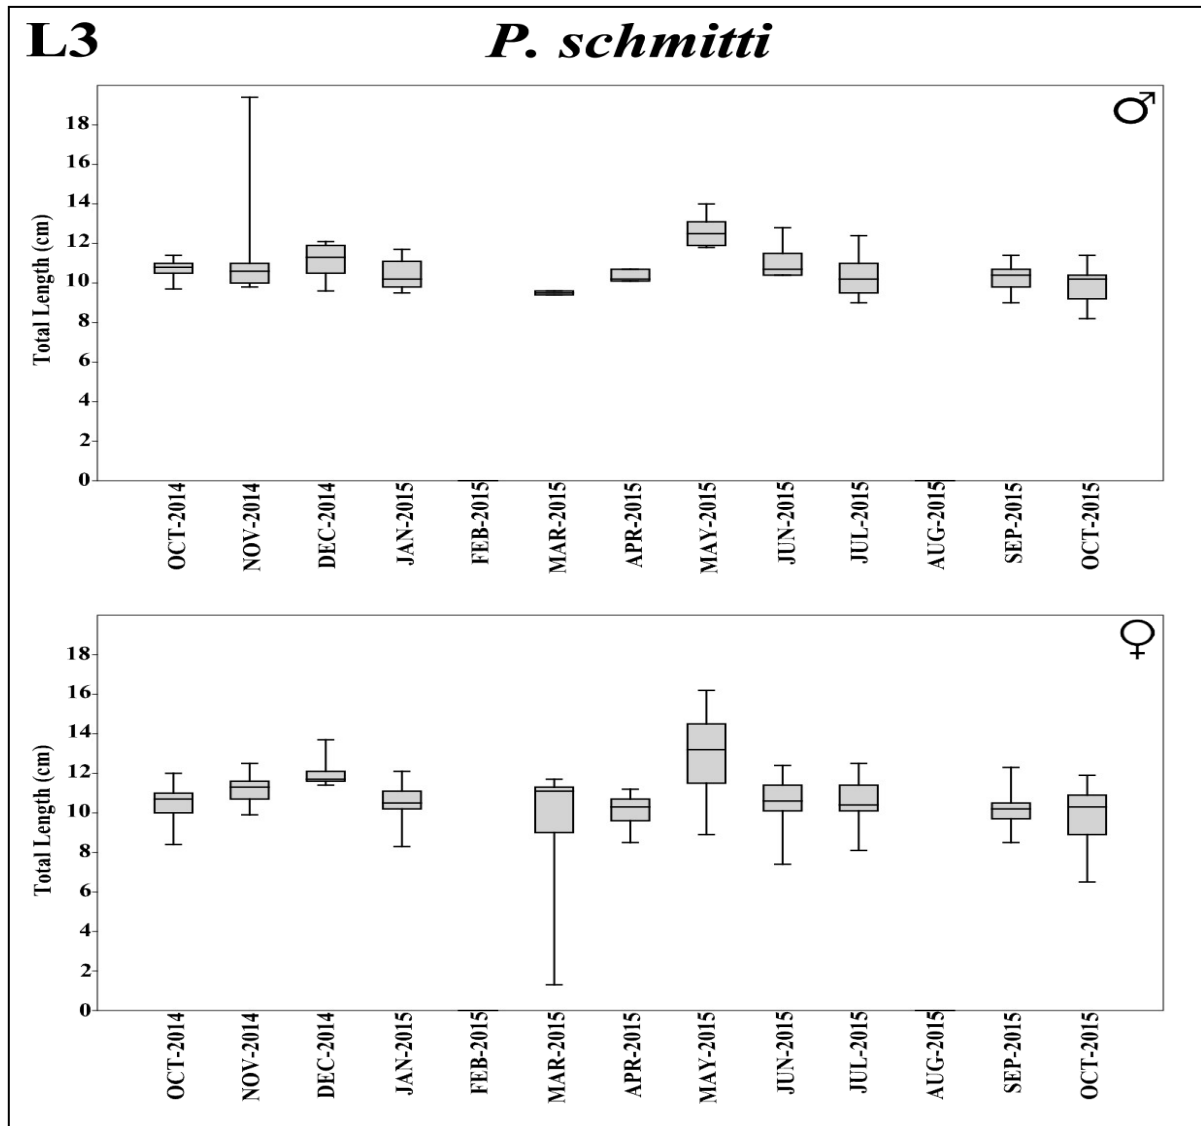 L3
P. schmitti
♂
Total Length (cm)
18
16
14
12
10
8
6
4
2
0
OCT-2014
NOV-2014
DEC-2014
JAN-2015
FEB-2015
MAR-2015
APR-2015
MAY-2015
JUN-2015
JUL-2015
AUG-2015
SEP-2015
OCT-2015
♀
Total Length (cm)
18
16
14
12
10
8
6
4
2
0
OCT-2014
NOV-2014
DEC-2014
JAN-2015
FEB-2015
MAR-2015
APR-2015
MAY-2015
JUN-2015
JUL-2015
AUG-2015
SEP-2015
OCT-2015